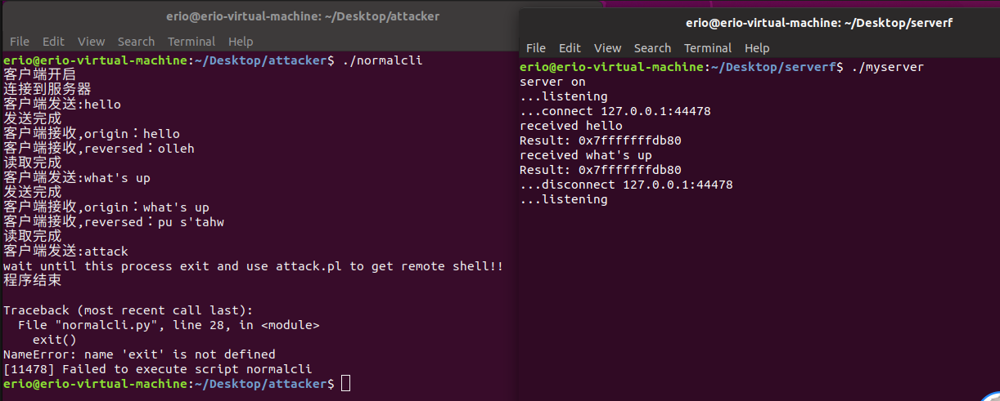 erio@erio-virtual-machine: ~/Desktop/attacker
File Edit View Search Terminal Help
erio@erio-virtual-machine:~/Desktop/attacker$ ./normalcli
客户端开启
连接到服务器
客户端发送:hello
发送完成
客户端接收,origin：hello
客户端接收,reversed：olleh
读取完成
客户端发送:what's up
发送完成
客户端接收,origin：what's up
客户端接收,reversed：pu s'tahw
读取完成
客户端发送:attack
wait until this process exit and use attack.pl to get remote shell!!
程序结束
Traceback (most recent call last):
  File "normalcli.py", line 28, in <module>
    exit()
NameError: name 'exit' is not defined
[11478] Failed to execute script normalcli
erio@erio-virtual-machine:~/Desktop/attacker$
erio@erio-virtual-machine: ~/Desktop/serverf
File Edit View Search Terminal Help
erio@erio-virtual-machine:~/Desktop/serverf$ ./myserver
server on
...listening
...connect 127.0.0.1:44478
received hello
Result: 0x7fffffffdb80
received what's up
Result: 0x7fffffffdb80
...disconnect 127.0.0.1:44478
...listening